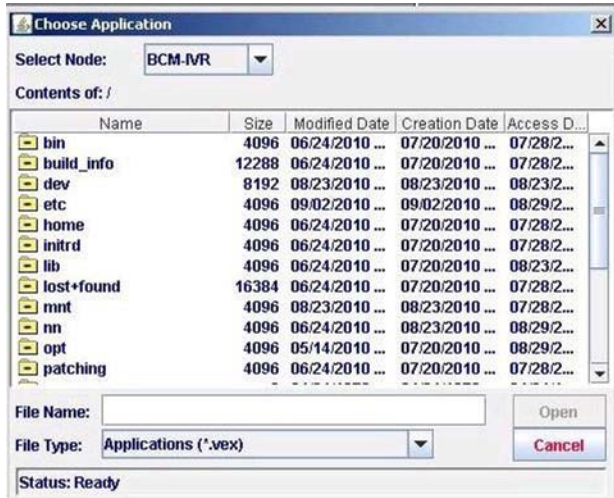 Choose Application
Select Node: BCM-IVR
Contents of: /
Name Size Modified Date Creation Date Access D...
bin 4096 06/24/2010 ... 07/20/2010 ... 07/28/2...
build_info 12288 06/24/2010 ... 07/20/2010 ... 07/28/2...
dev 8192 08/23/2010 ... 08/23/2010 ... 08/23/2...
etc 4096 09/02/2010 ... 09/02/2010 ... 08/29/2...
home 4096 06/24/2010 ... 07/20/2010 ... 07/28/2...
initrd 4096 06/24/2010 ... 07/20/2010 ... 07/28/2...
lib 4096 06/24/2010 ... 07/20/2010 ... 08/23/2...
lost+found 16384 06/24/2010 ... 07/20/2010 ... 07/28/2...
mnt 4096 08/23/2010 ... 08/23/2010 ... 07/28/2...
nn 4096 06/24/2010 ... 08/23/2010 ... 08/29/2...
opt 4096 05/14/2010 ... 07/20/2010 ... 08/29/2...
patching 4096 06/24/2010 ... 07/20/2010 ... 07/28/2...
File Name: Open
File Type: Applications (*.vex) Cancel
Status: Ready